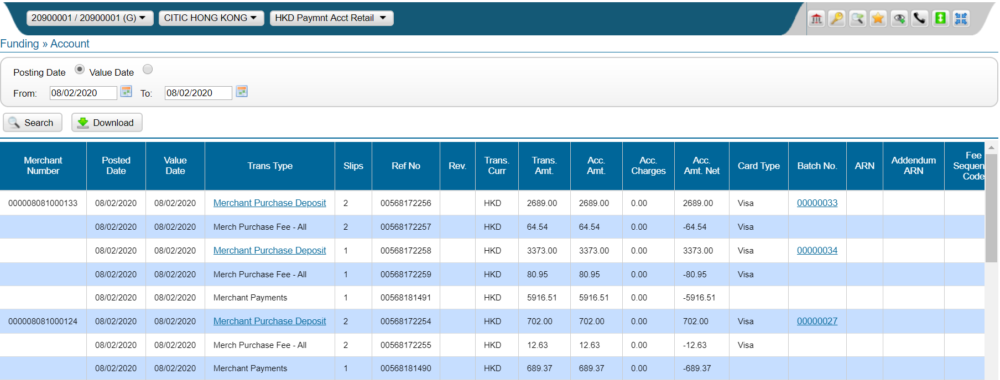 20900001 / 20900001 (G) CITIC HONG KONG HKD Paymnt Acct Retail
Funding » Account
Posting Date Value Date
From: 08/02/2020 To: 08/02/2020
Search Download
Merchant Number Posted Date Value Date Trans Type Slips Ref No Rev. Trans. Curr Trans. Amt. Acc. Amt. Acc. Charges Acc. Amt. Net Card Type Batch No. ARN Addendum ARN Fee Sequen Code
000008081000133 08/02/2020 08/02/2020 Merchant Purchase Deposit 2 00568172256 HKD 2689.00 2689.00 0.00 2689.00 Visa 00000033
08/02/2020 08/02/2020 Merch Purchase Fee - All 2 00568172257 HKD 64.54 64.54 0.00 -64.54 Visa
08/02/2020 08/02/2020 Merchant Purchase Deposit 1 00568172258 HKD 3373.00 3373.00 0.00 3373.00 Visa 00000034
08/02/2020 08/02/2020 Merch Purchase Fee - All 1 00568172259 HKD 80.95 80.95 0.00 -80.95 Visa
08/02/2020 08/02/2020 Merchant Payments 1 00568181491 HKD 5916.51 5916.51 0.00 -5916.51
000008081000124 08/02/2020 08/02/2020 Merchant Purchase Deposit 2 00568172254 HKD 702.00 702.00 0.00 702.00 Visa 00000027
08/02/2020 08/02/2020 Merch Purchase Fee - All 2 00568172255 HKD 12.63 12.63 0.00 -12.63 Visa
08/02/2020 08/02/2020 Merchant Payments 1 00568181490 HKD 689.37 689.37 0.00 -689.37